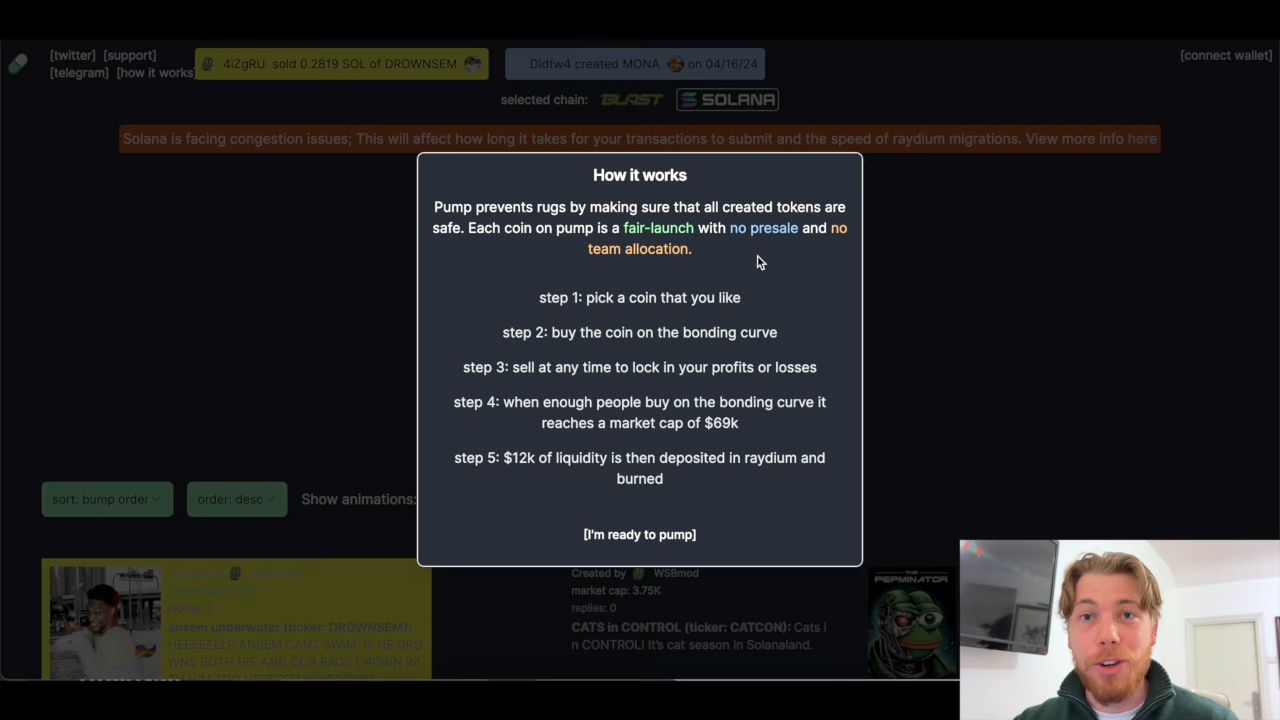 [twitter] [support]
[telegram] [how it works]
4iZgRU sold 0.2819 SOL of DROWNSEM
Didfw4 created MONA on 04/16/24
[connect wallet]
selected chain: BLAST SOLANA
Solana is facing congestion issues; This will affect how long it takes for your transactions to submit and the speed of raydium migrations. View more info here
How it works
Pump prevents rugs by making sure that all created tokens are
safe. Each coin on pump is a fair-launch with no presale and no
team allocation.
step 1: pick a coin that you like
step 2: buy the coin on the bonding curve
step 3: sell at any time to lock in your profits or losses
step 4: when enough people buy on the bonding curve it
reaches a market cap of $69k
step 5: $12k of liquidity is then deposited in raydium and
burned
[I'm ready to pump]
sort: bump order
order: desc
Show animations:
replies: 0
ansem underwater (ticker: DROWNSEM):
HEEEEELP ANSEM CANT SWIM, IF HE DRO
WNS BOTH HIS AND OUR BAGS DROWN WI
Created by WSBmod
market cap: 3.75K
replies: 0
CATS in CONTROL (ticker: CATCON): Cats i
n CONTROL! It's cat season in Solanaland.
THE
PEPMINATOR